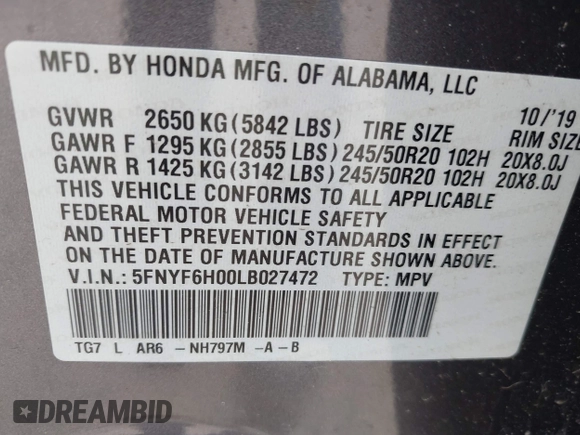 MFD. BY HONDA MFG. OF ALABAMA, LLC
10/'19
GVWR 2650 KG (5842 LBS) TIRE SIZE RIM SIZE
GAWR F 1295 KG (2855 LBS) 245/50R20 102H 20X8.0J
GAWR R 1425 KG (3142 LBS) 245/50R20 102H 20X8.0J
THIS VEHICLE CONFORMS TO ALL APPLICABLE
FEDERAL MOTOR VEHICLE SAFETY
AND THEFT PREVENTION STANDARDS IN EFFECT
ON THE DATE OF MANUFACTURE SHOWN ABOVE.
V.I.N.: 5FNYF6H00LB027472 TYPE: MPV
TG7 L AR6 -NH797M -A-B
DREAMBID